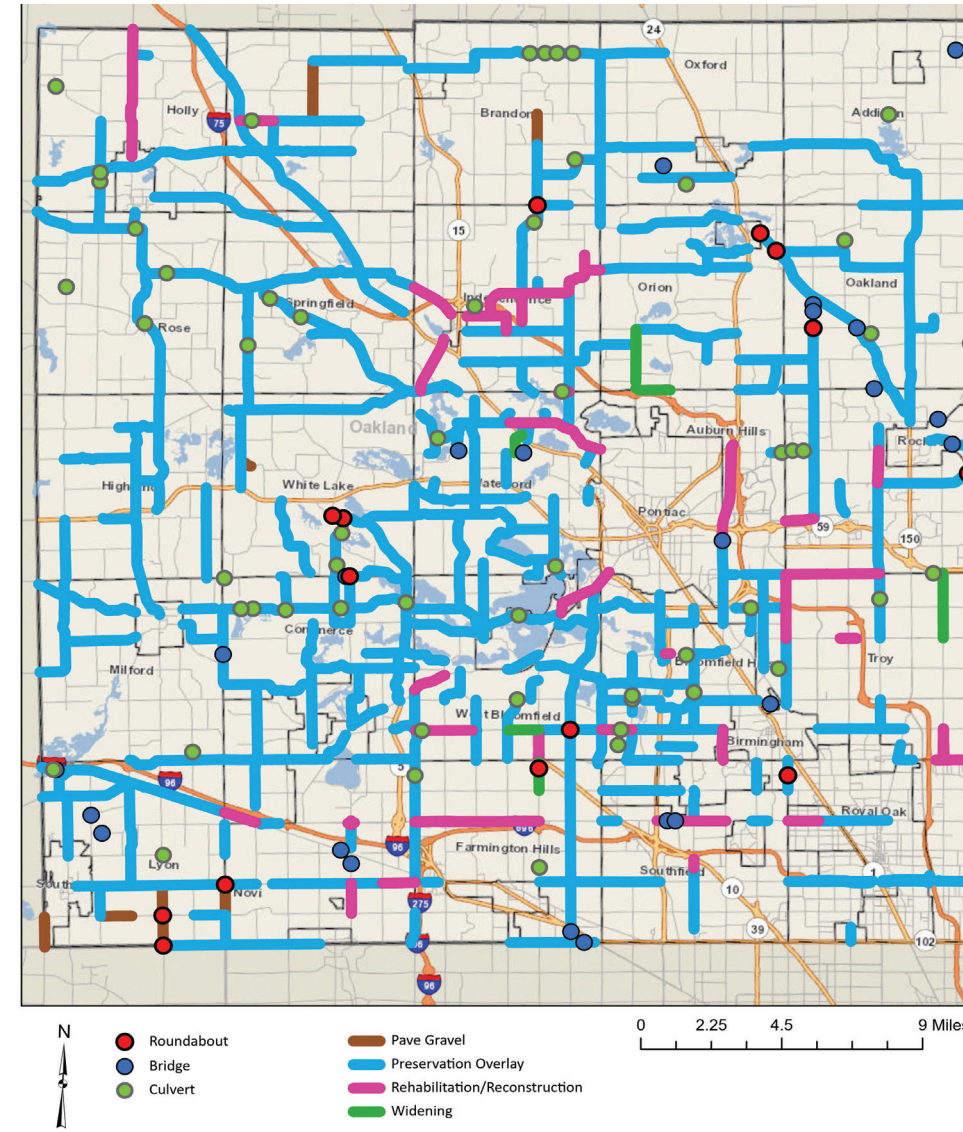 24
Oxford
Brandon
Addison
Holly
75
15
Orion
Oakland
Independence
Springfield
Rose
Oakland
Auburn Hills
Roch
Highland
White Lake
Waterford
Pontiac
59
150
Commerce
Bloomfield H
Troy
Milford
West Bloomfield
Birmingham
5
96
Royal Oak
696
96
Farmington Hills
Lyon
Southfield
1
South
Novi
10
275
39
96
102
96
N
0 2.25 4.5 9 Miles
Roundabout
Bridge
Culvert
Pave Gravel
Preservation Overlay
Rehabilitation/Reconstruction
Widening